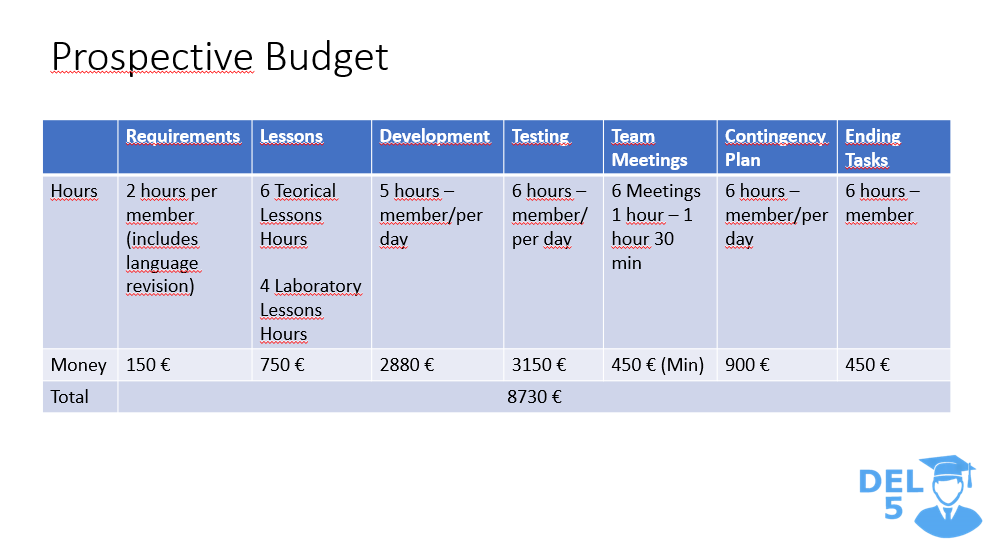 Prospective Budget
Requirements
Lessons
Development
Testing
Team
Meetings
Contingency
Plan
Ending
Tasks
Hours
2 hours per
member
(includes
language
revision)
6 Teorical
Lessons
Hours
4 Laboratory
Lessons
Hours
5 hours –
member/per
day
6 hours –
member/
per day
6 Meetings
1 hour – 1
hour 30
min
6 hours –
member/per
day
6 hours –
member
Money
150 €
750 €
2880 €
3150 €
450 € (Min)
900 €
450 €
Total
8730 €
DEL
5